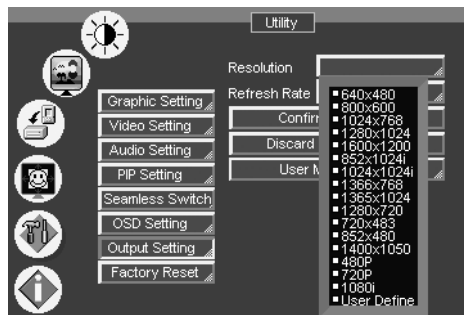 Utility
Resolution
Refresh Rate
Graphic Setting
Video Setting
Audio Setting
PIP Setting
Seamless Switch
OSD Setting
Output Setting
Factory Reset
Confir
Discard
User M
640x480
800x600
1024x768
1280x1024
1600x1200
852x1024i
1024x1024i
1366x768
1365x1024
1280x720
720x483
852x480
1400x1050
480P
720P
1080i
User Define